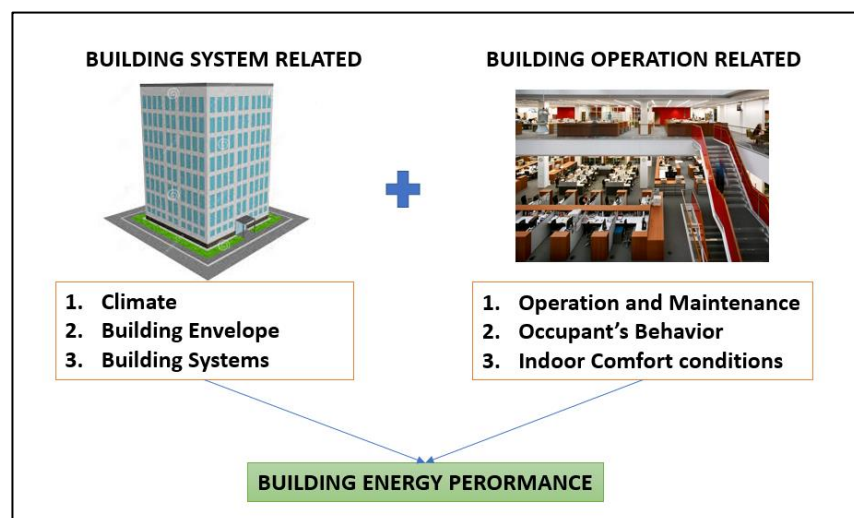 BUILDING SYSTEM RELATED
BUILDING OPERATION RELATED
1. Climate
2. Building Envelope
3. Building Systems
1. Operation and Maintenance
2. Occupant's Behavior
3. Indoor Comfort conditions
BUILDING ENERGY PERORMANCE